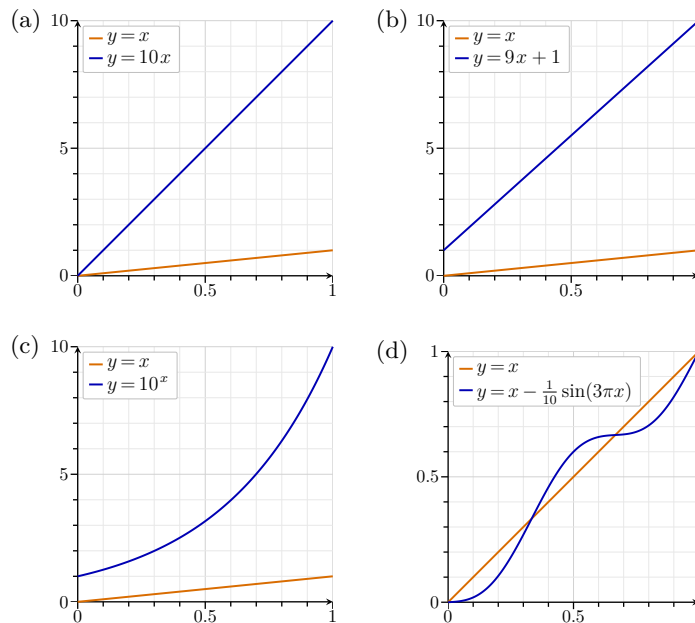 (a)
10
5
0
0
0.5
1
y = x
y = 10x
(b)
10
5
0
0
0.5
y = x
y = 9x + 1
(c)
10
5
0
0
0.5
1
y = x
y = 10ˣ
(d)
1
0.5
0
0
0.5
y = x
y = x − 1/10 sin(3πx)